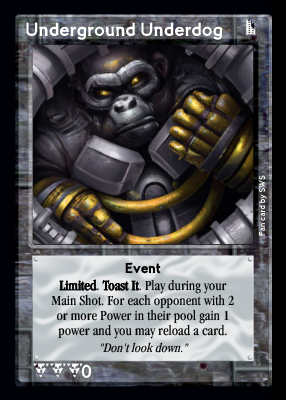 Underground Underdog
Fan card by SWS
Event
Limited. Toast It. Play during your
Main Shot. For each opponent with 2
or more Power in their pool gain 1
power and you may reload a card.
"Don't look down."
0